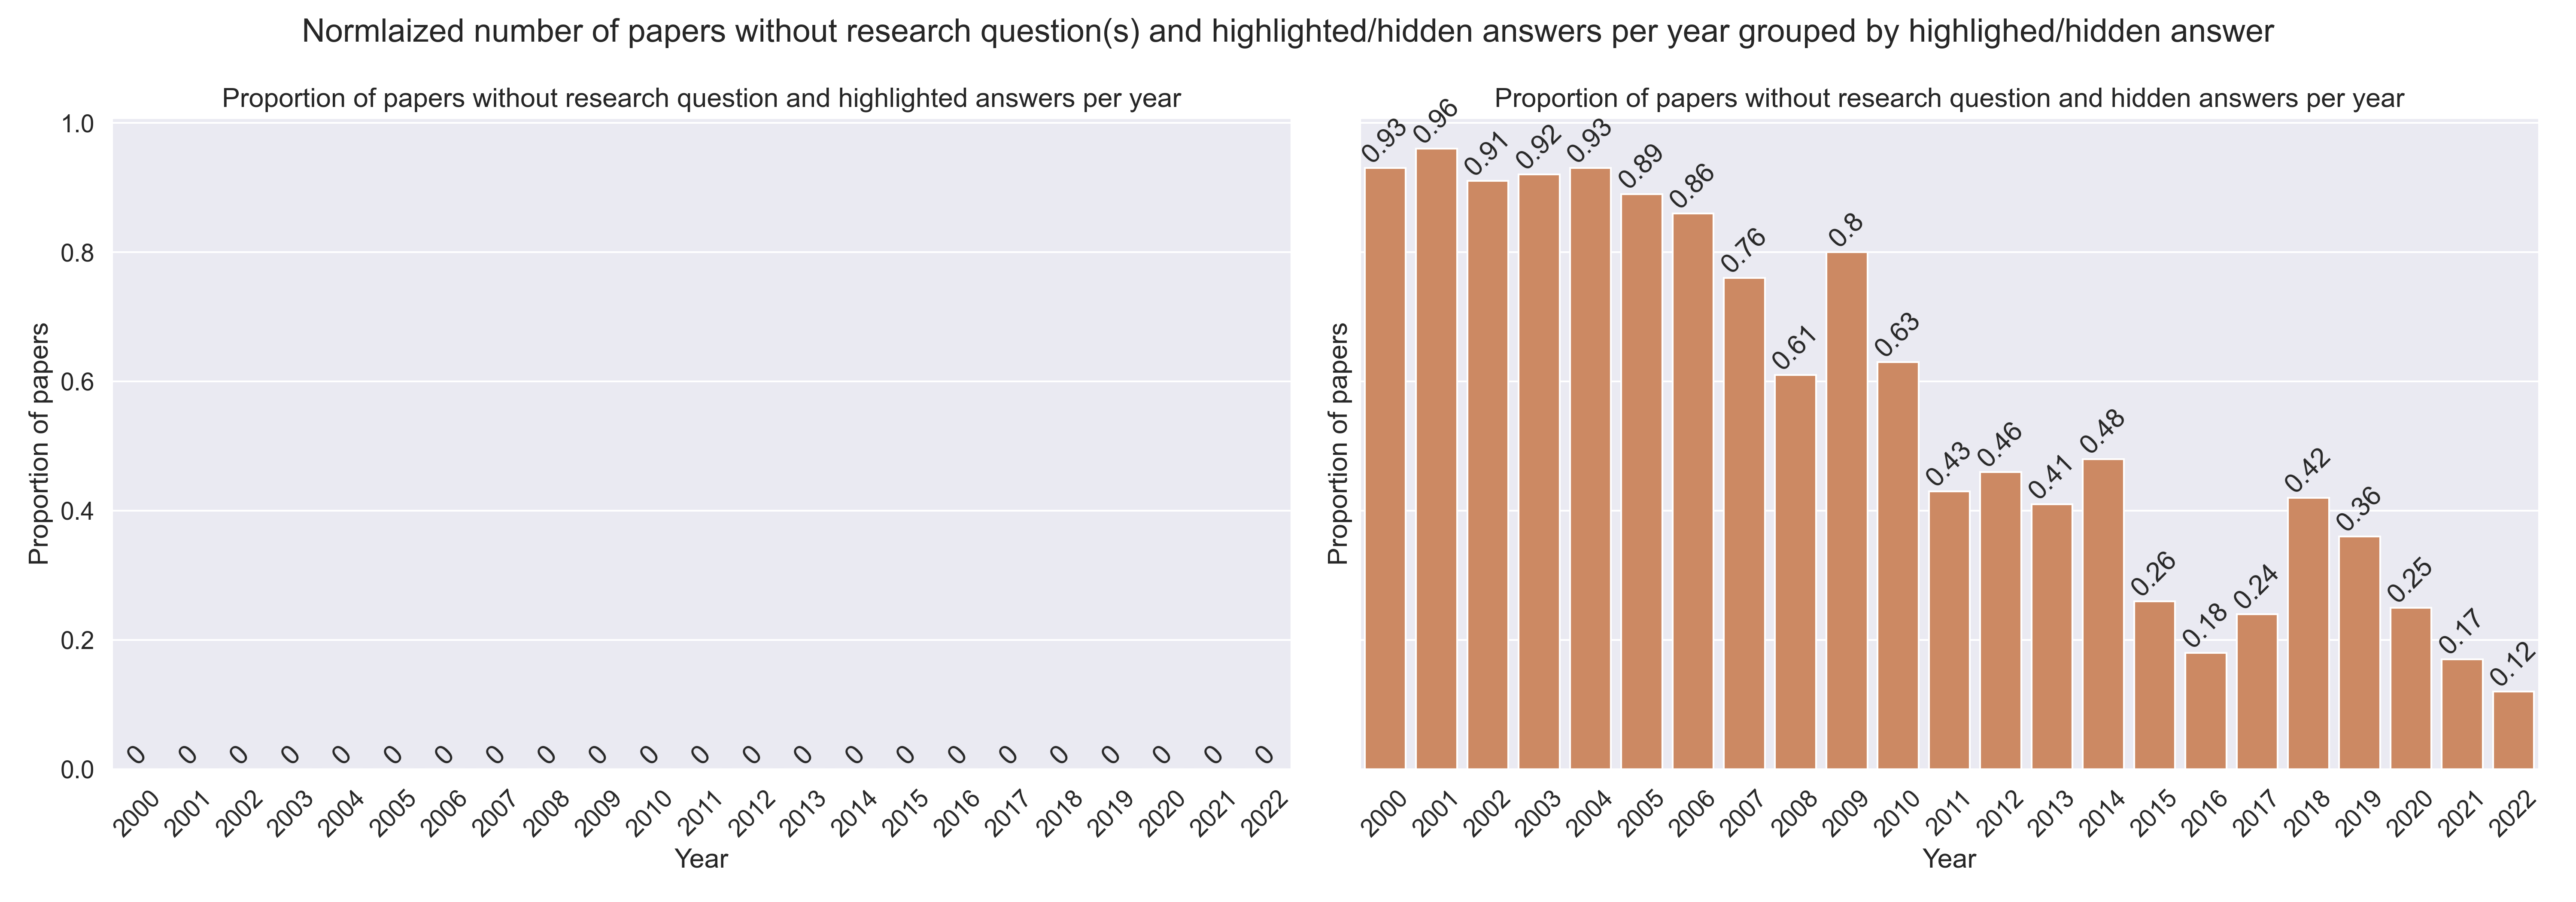 Normlaized number of papers without research question(s) and highlighted/hidden answers per year grouped by highlighed/hidden answer
Proportion of papers without research question and highlighted answers per year
Proportion of papers
1.0
0.8
0.6
0.4
0.2
0.0
0 0 0 0 0 0 0 0 0 0 0 0 0 0 0 0 0 0 0 0 0 0 0
2000 2001 2002 2003 2004 2005 2006 2007 2008 2009 2010 2011 2012 2013 2014 2015 2016 2017 2018 2019 2020 2021 2022
Year
Proportion of papers without research question and hidden answers per year
Proportion of papers
0.93 0.96 0.91 0.92 0.93 0.89 0.86 0.76 0.61 0.8 0.63 0.43 0.46 0.41 0.48 0.26 0.18 0.24 0.42 0.36 0.25 0.17 0.12
2000 2001 2002 2003 2004 2005 2006 2007 2008 2009 2010 2011 2012 2013 2014 2015 2016 2017 2018 2019 2020 2021 2022
Year